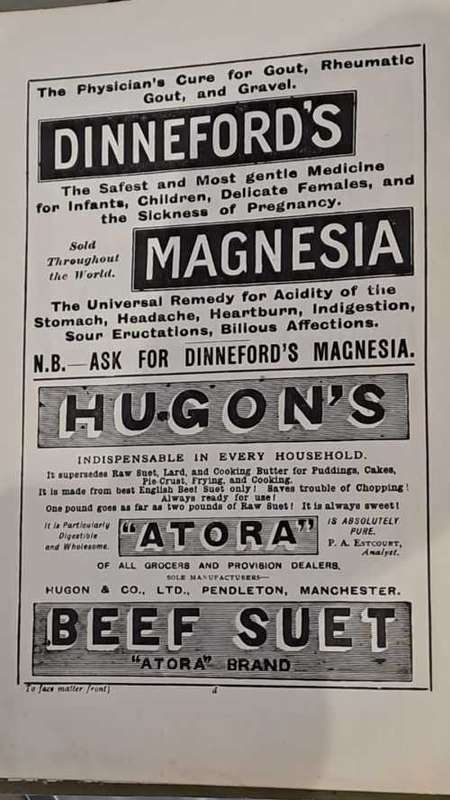 The Physician's Cure for Gout, Rheumatic
Gout, and Gravel.
DINNEFORD'S
The Safest and Most gentle Medicine
for Infants, Children, Delicate Females, and
the Sickness of Pregnancy.
Sold
Throughout
the World.
MAGNESIA
The Universal Remedy for Acidity of the
Stomach, Headache, Heartburn, Indigestion,
Sour Eructations, Bilious Affections.
N.B.—ASK FOR DINNEFORD'S MAGNESIA.
HUGON'S
INDISPENSABLE IN EVERY HOUSEHOLD.
It supersedes Raw Suet, Lard, and Cooking Butter for Puddings, Cakes,
Pie Crust, Frying, and Cooking.
It is made from best English Beef Suet only! Saves trouble of Chopping!
Always ready for use!
One pound goes as far as two pounds of Raw Suet! It is always sweet!
It is Particularly
Digestible
and Wholesome.
"ATORA"
IS ABSOLUTELY
PURE.
P. A. ESTCOURT,
Analyst.
OF ALL GROCERS AND PROVISION DEALERS.
SOLE MANUFACTURERS—
HUGON & CO., LTD., PENDLETON, MANCHESTER.
BEEF SUET
"ATORA" BRAND
To face matter front]
d